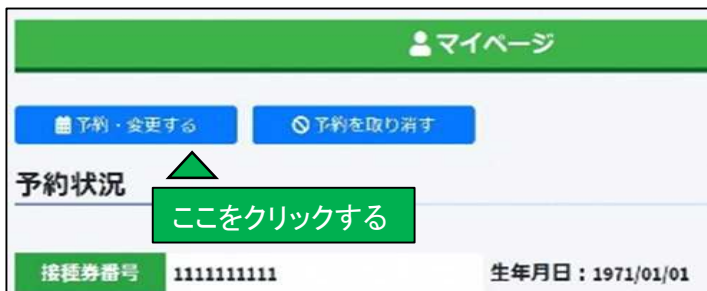 マイページ
予約・変更する 予約を取り消す
予約状況
ここをクリックする
接種券番号 1111111111 生年月日：1971/01/01